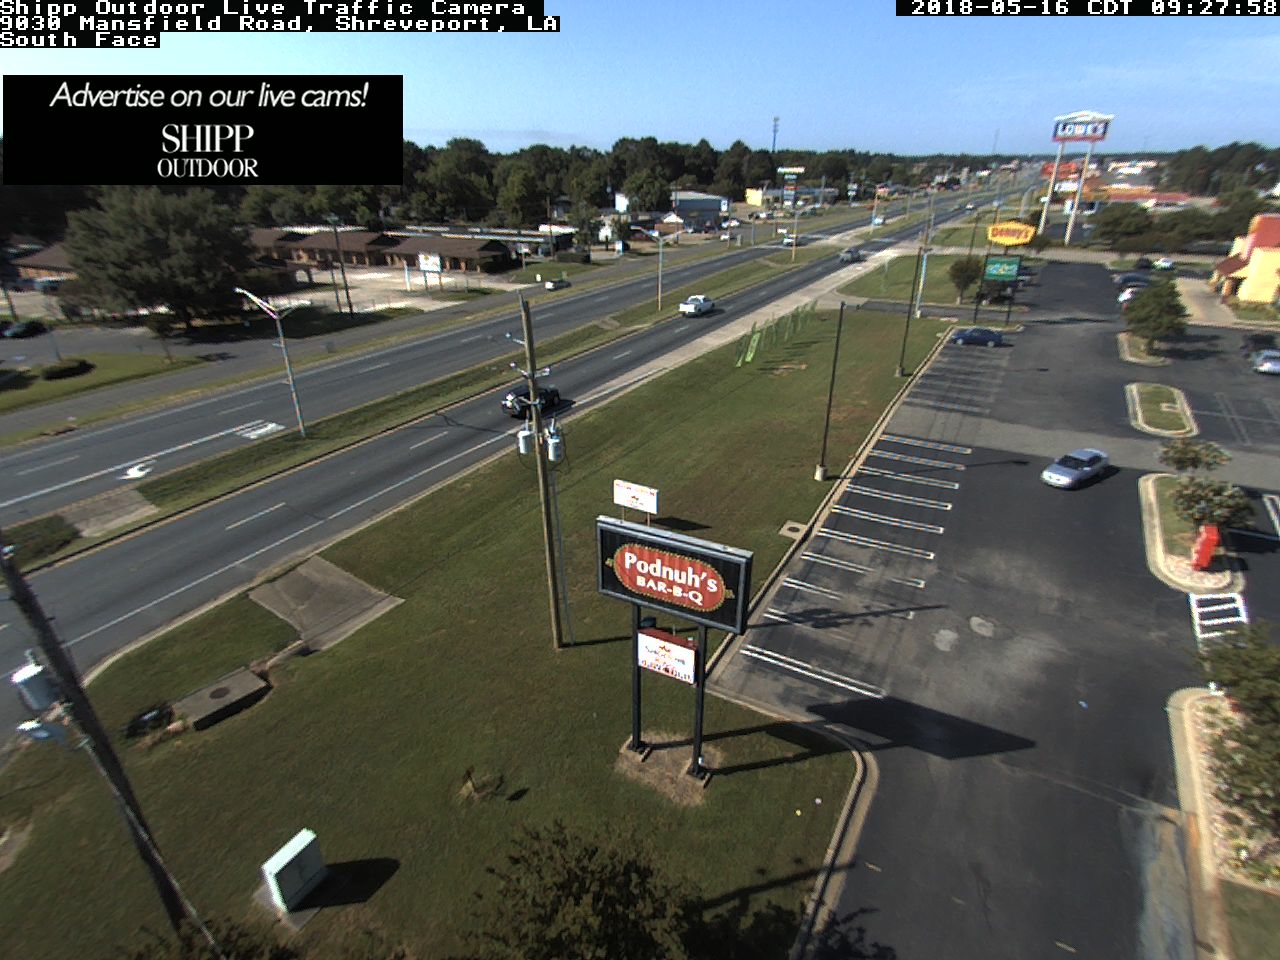 Shipp Outdoor Live Traffic Camera
2018-05-16 CDT 09:27:58
9030 Mansfield Road, Shreveport, LA
South Face
Advertise on our live cams!
SHIPP
OUTDOOR
LOWE'S
Denny's
Podnuh's
BAR-B-Q